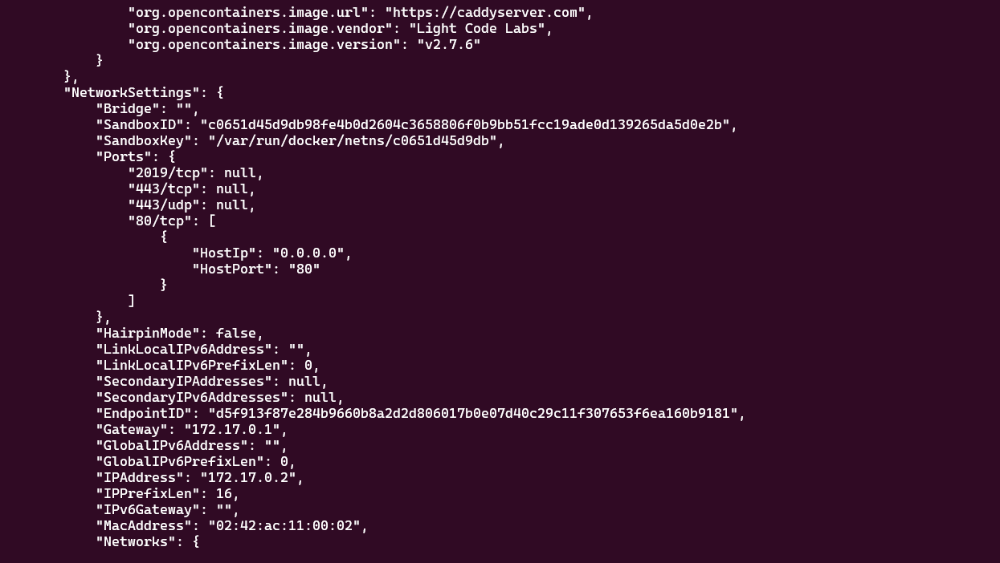 "org.opencontainers.image.url": "https://caddyserver.com",
"org.opencontainers.image.vendor": "Light Code Labs",
"org.opencontainers.image.version": "v2.7.6"
}
},
"NetworkSettings": {
"Bridge": "",
"SandboxID": "c0651d45d9db98fe4b0d2604c3658806f0b9bb51fcc19ade0d139265da5d0e2b",
"SandboxKey": "/var/run/docker/netns/c0651d45d9db",
"Ports": {
"2019/tcp": null,
"443/tcp": null,
"443/udp": null,
"80/tcp": [
{
"HostIp": "0.0.0.0",
"HostPort": "80"
}
]
},
"HairpinMode": false,
"LinkLocalIPv6Address": "",
"LinkLocalIPv6PrefixLen": 0,
"SecondaryIPAddresses": null,
"SecondaryIPv6Addresses": null,
"EndpointID": "d5f913f87e284b9660b8a2d2d806017b0e07d40c29c11f307653f6ea160b9181",
"Gateway": "172.17.0.1",
"GlobalIPv6Address": "",
"GlobalIPv6PrefixLen": 0,
"IPAddress": "172.17.0.2",
"IPPrefixLen": 16,
"IPv6Gateway": "",
"MacAddress": "02:42:ac:11:00:02",
"Networks": {